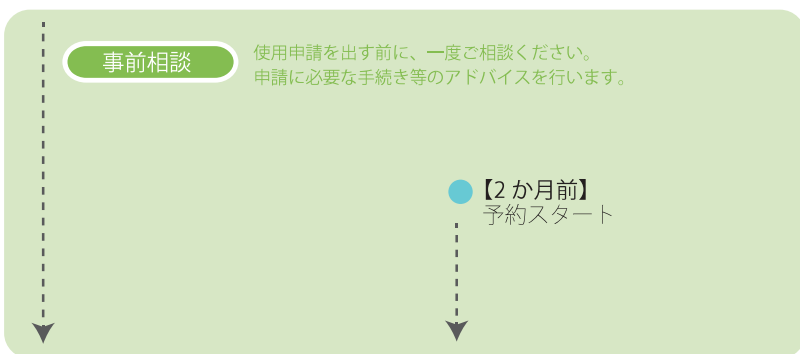 事前相談
使用申請を出す前に、一度ご相談ください。
申請に必要な手続き等のアドバイスを行います。
【2 か月前】
予約スタート